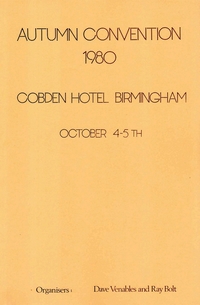 AUTUMN CONVENTION
1980
COBDEN HOTEL BIRMINGHAM
OCTOBER 4-5 TH
· Organisers · Dave Venables and Ray Bolt